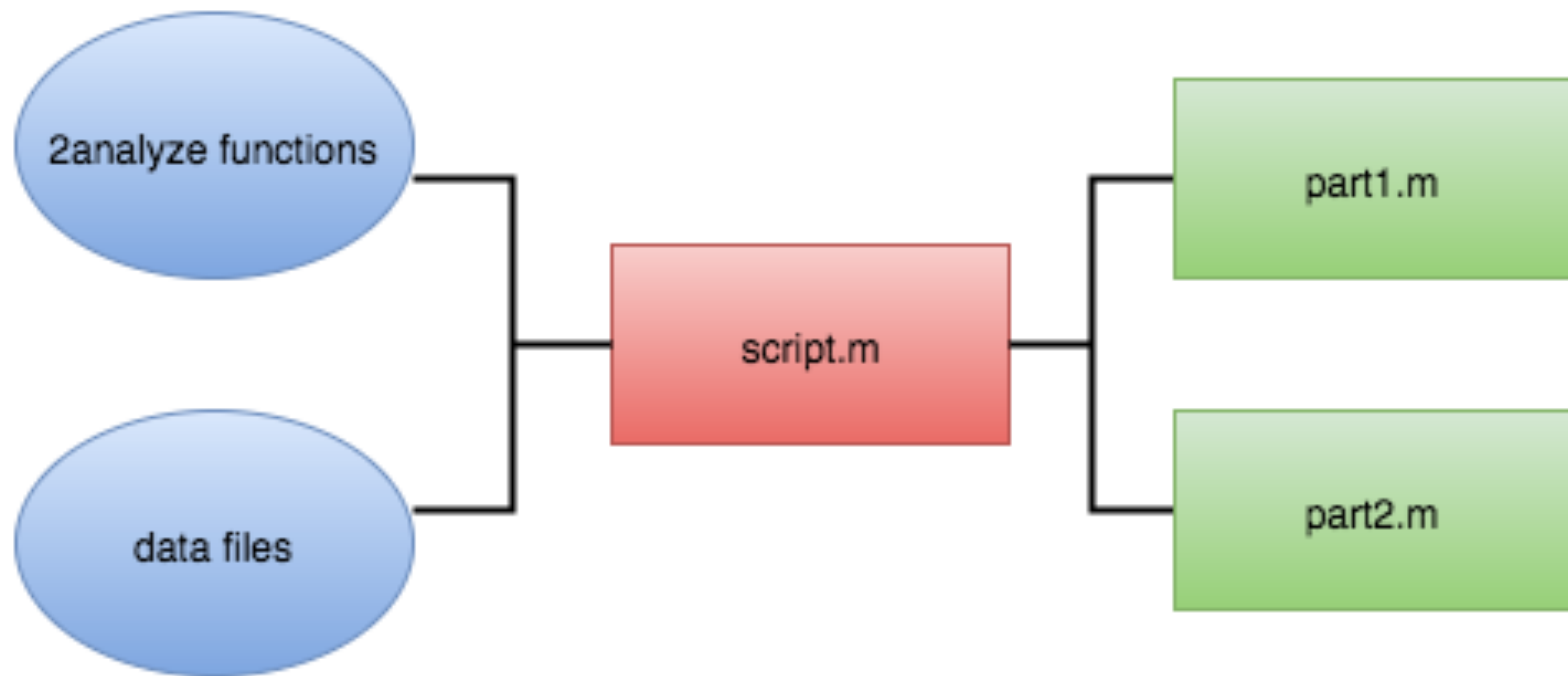 2analyze functions
data files
script.m
part1.m
part2.m